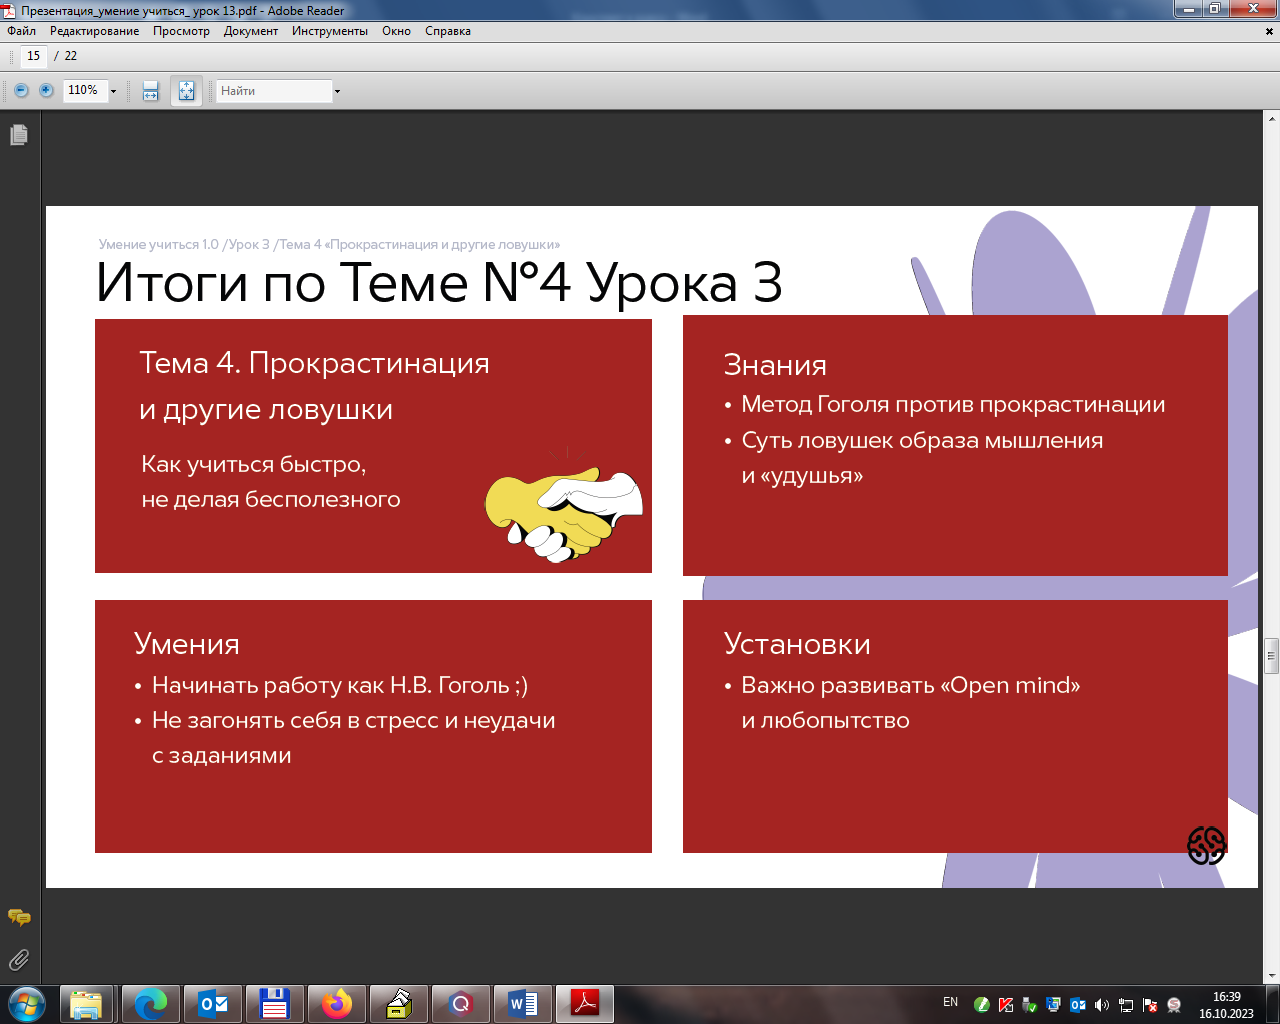 Презентация_умение учиться_ урок 13.pdf - Adobe Reader
Файл Редактирование Просмотр Документ Инструменты Окно Справка
15 / 22
110% Найти
Умение учиться 1.0 /Урок 3 /Тема 4 «Прокрастинация и другие ловушки»
Итоги по Теме №4 Урока 3
Тема 4. Прокрастинация
и другие ловушки
Как учиться быстро,
не делая бесполезного
Знания
• Метод Гоголя против прокрастинации
• Суть ловушек образа мышления
и «удушья»
Умения
• Начинать работу как Н.В. Гоголь ;)
• Не загонять себя в стресс и неудачи
с заданиями
Установки
• Важно развивать «Open mind»
и любопытство
EN
16:39
16.10.2023